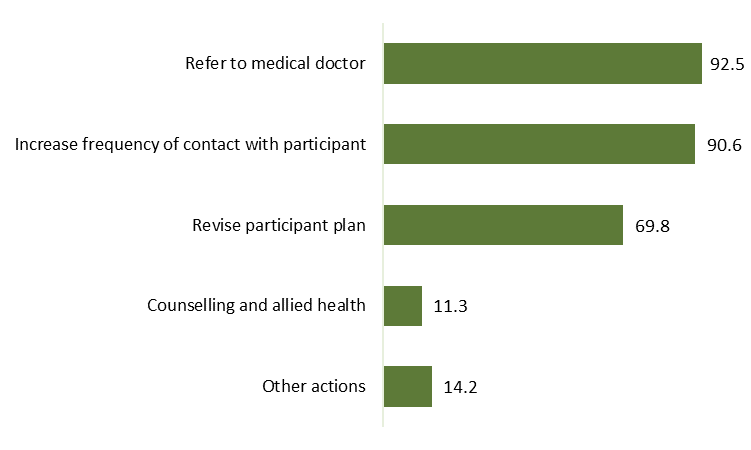 Refer to medical doctor 92.5
Increase frequency of contact with participant 90.6
Revise participant plan 69.8
Counselling and allied health 11.3
Other actions 14.2